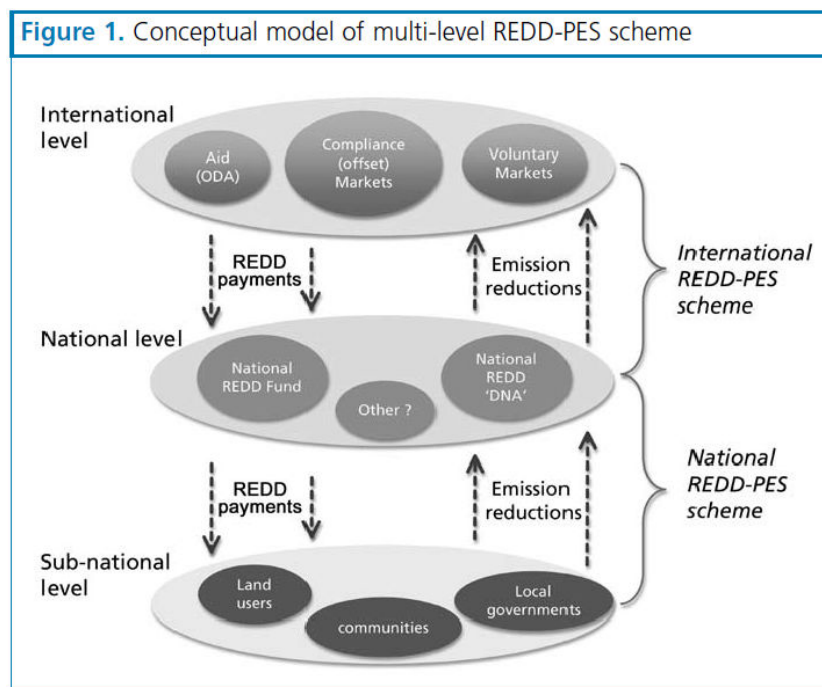 Figure 1. Conceptual model of multi-level REDD-PES scheme
International
level
Aid
(ODA)
Compliance
(offset)
Markets
Voluntary
Markets
REDD
payments
Emission
reductions
International
REDD-PES
scheme
National level
National
REDD Fund
Other ?
National
REDD
'DNA'
REDD
payments
Emission
reductions
National
REDD-PES
scheme
Sub-national
level
Land
users
communities
Local
governments